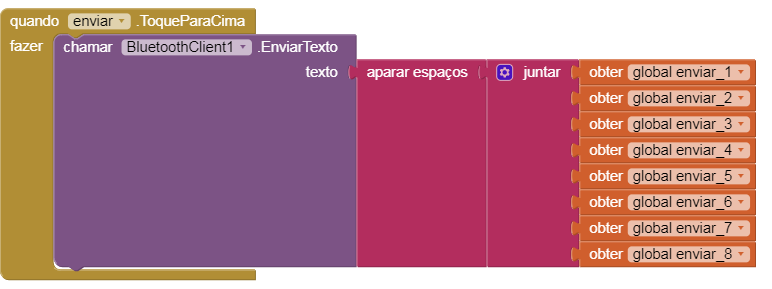 quando enviar .ToqueParaCima
fazer chamar BluetoothClient1 .EnviarTexto
texto aparar espaços juntar obter global enviar_1
obter global enviar_2
obter global enviar_3
obter global enviar_4
obter global enviar_5
obter global enviar_6
obter global enviar_7
obter global enviar_8